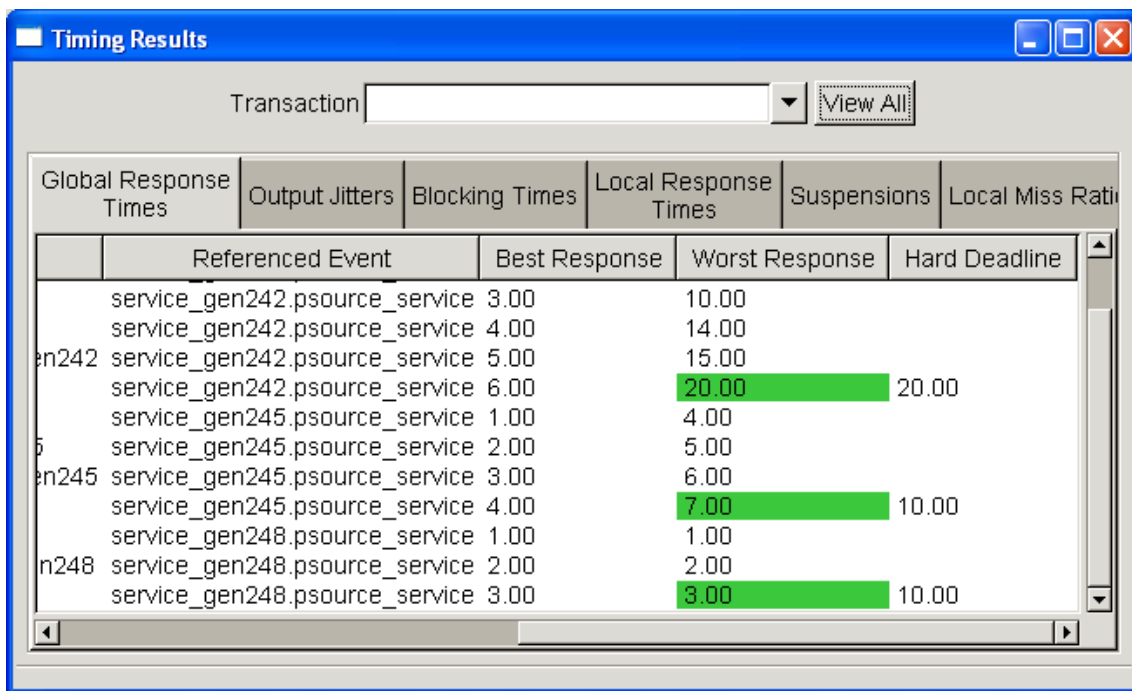 Timing Results
Transaction View All
Global Response Times Output Jitters Blocking Times Local Response Times Suspensions Local Miss
Referenced Event Best Response Worst Response Hard Deadline
service_gen242.psource_service 3.00 10.00
service_gen242.psource_service 4.00 14.00
en242 service_gen242.psource_service 5.00 15.00
service_gen242.psource_service 6.00 20.00 20.00
service_gen245.psource_service 1.00 4.00
service_gen245.psource_service 2.00 5.00
en245 service_gen245.psource_service 3.00 6.00
service_gen245.psource_service 4.00 7.00 10.00
service_gen248.psource_service 1.00 1.00
n248 service_gen248.psource_service 2.00 2.00
service_gen248.psource_service 3.00 3.00 10.00